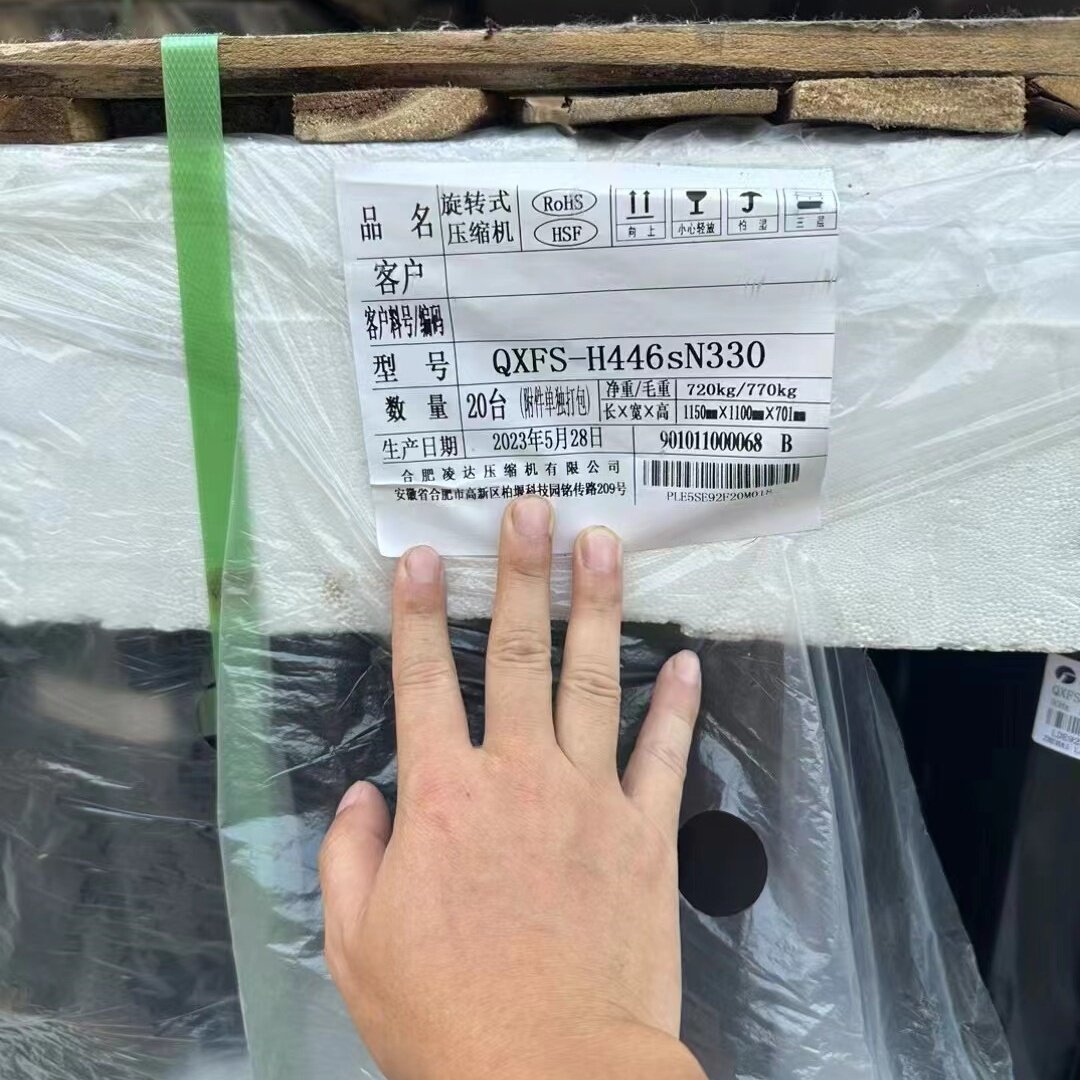 品 名 旋转式压缩机 RoHS HSF 向上 小心轻放 怕湿 三层
客户
客户料号/编码
型 号 QXFS-H446sN330
数 量 20台 (附件单独打包) 净重/毛重 720kg/770kg
长×宽×高 1150mm×1100mm×701mm
生产日期 2023年5月28日 901011000068 B
合肥凌达压缩机有限公司
安徽省合肥市高新区柏堰科技园铭传路209号
PLE5SE92F20M018
QXFS